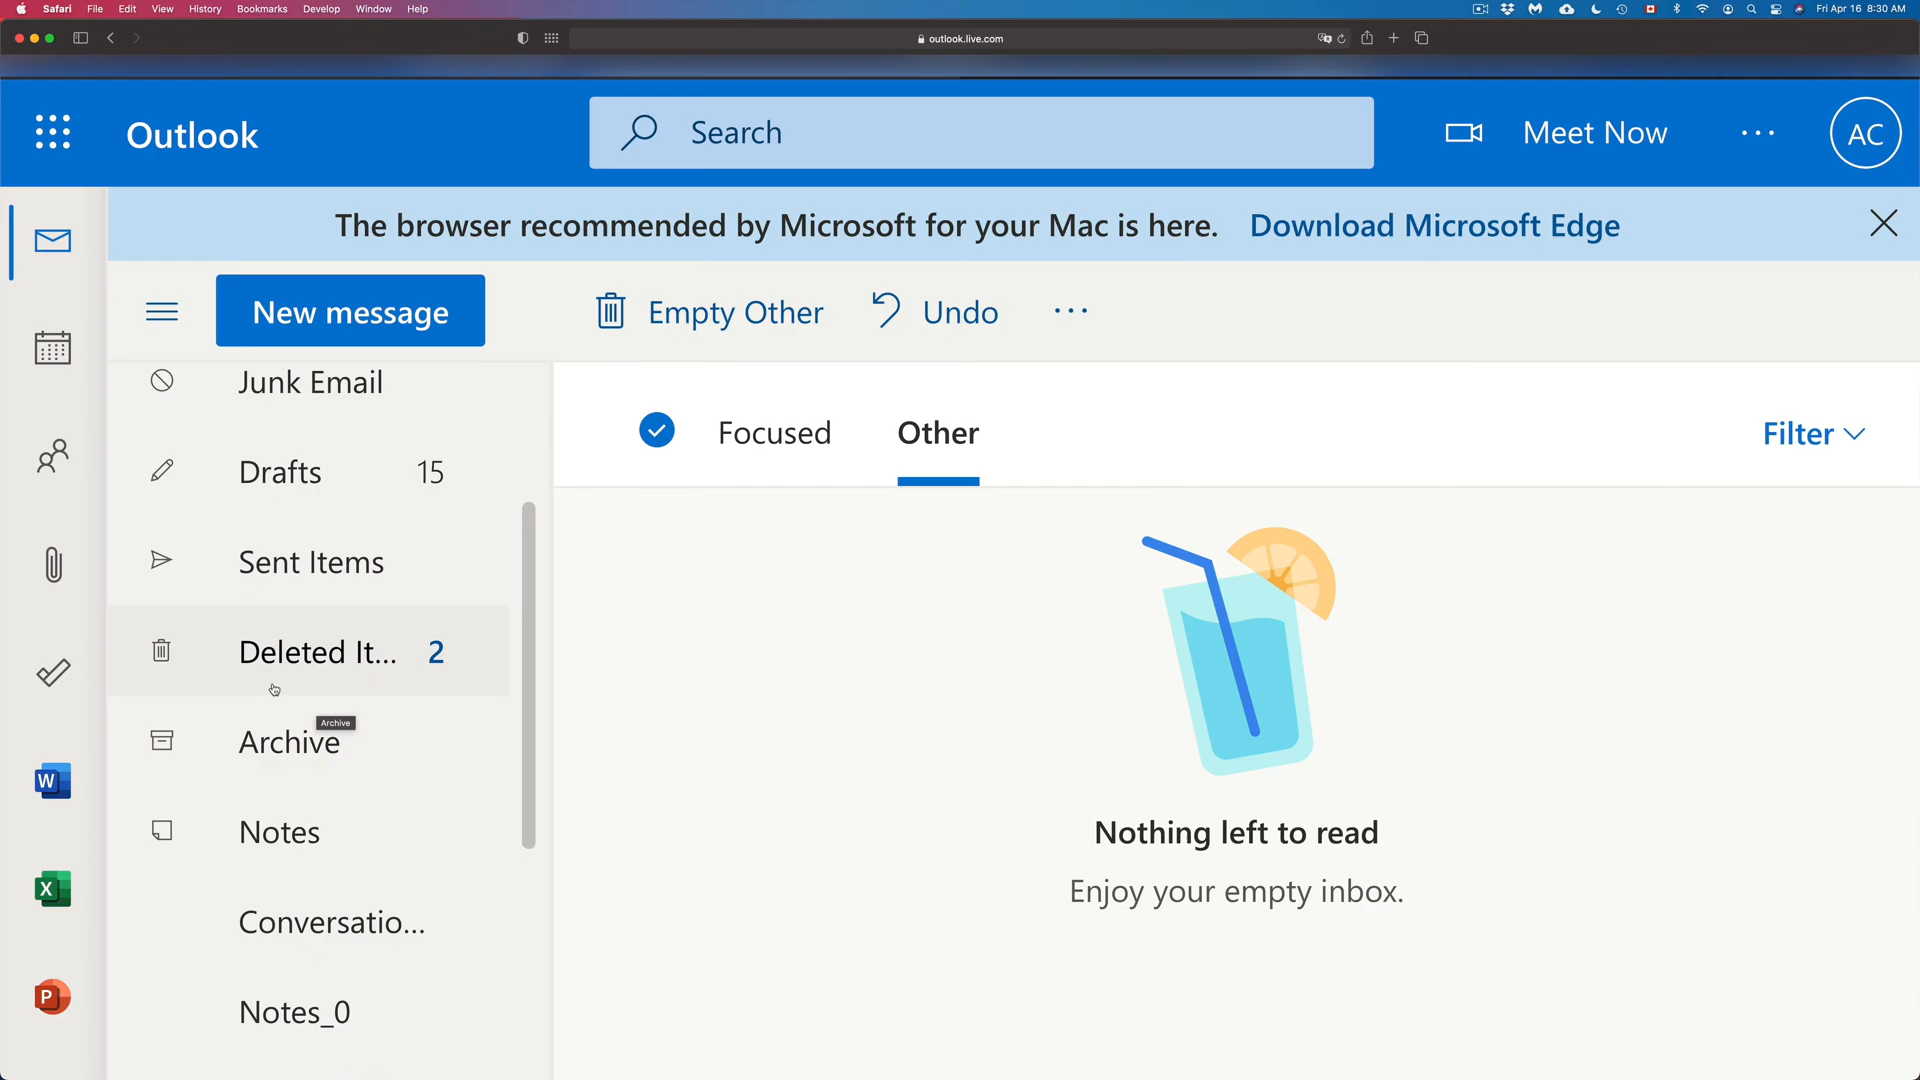 Safari File Edit View History Bookmarks Develop Window Help Fri Apr 16 8:30 AM
outlook.live.com
Outlook Search Meet Now ... AC
The browser recommended by Microsoft for your Mac is here. Download Microsoft Edge
New message Empty Other Undo ...
Junk Email
Focused Other Filter
Drafts 15
Sent Items
Deleted It... 2
Archive
Archive
W
Notes
Nothing left to read
X
Enjoy your empty inbox.
Conversatio...
P
Notes_0